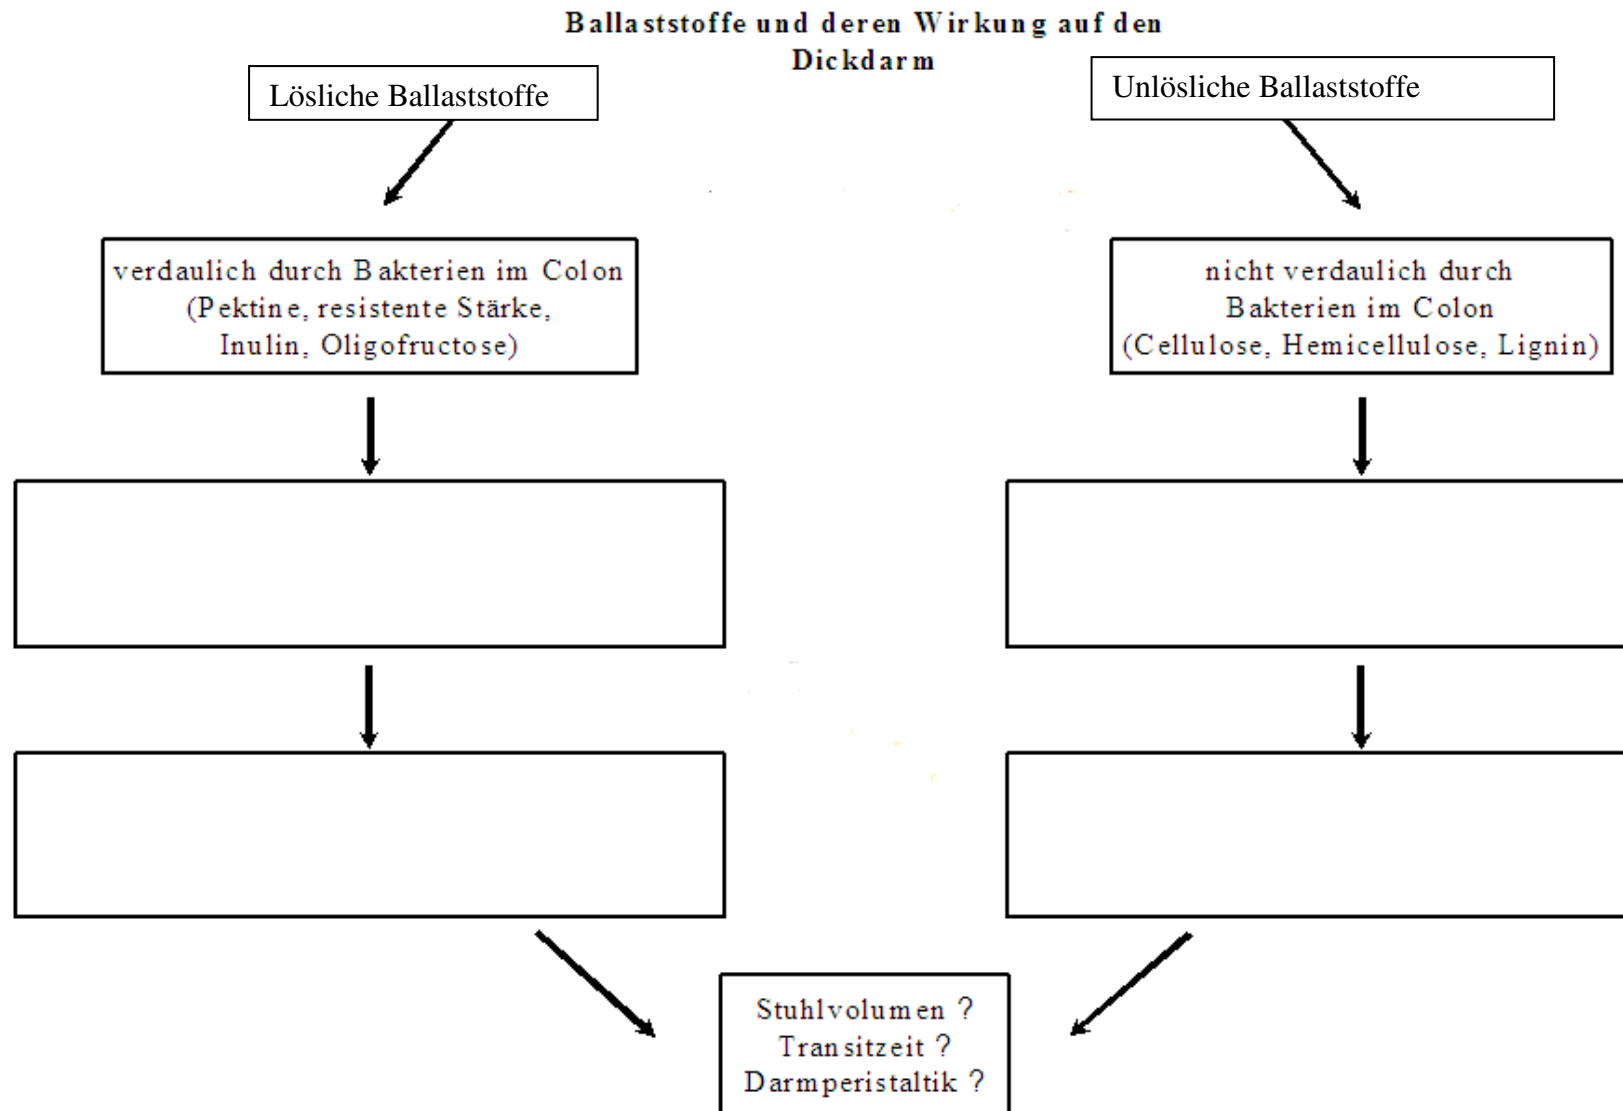 Ballaststoffe und deren Wirkung auf den
Dickdarm
Lösliche Ballaststoffe
Unlösliche Ballaststoffe
verdaulich durch Bakterien im Colon
(Pektine, resistente Stärke,
Inulin, Oligofructose)
nicht verdaulich durch
Bakterien im Colon
(Cellulose, Hemicellulose, Lignin)
Stuhlvolumen ?
Transitzeit ?
Darmperistaltik ?